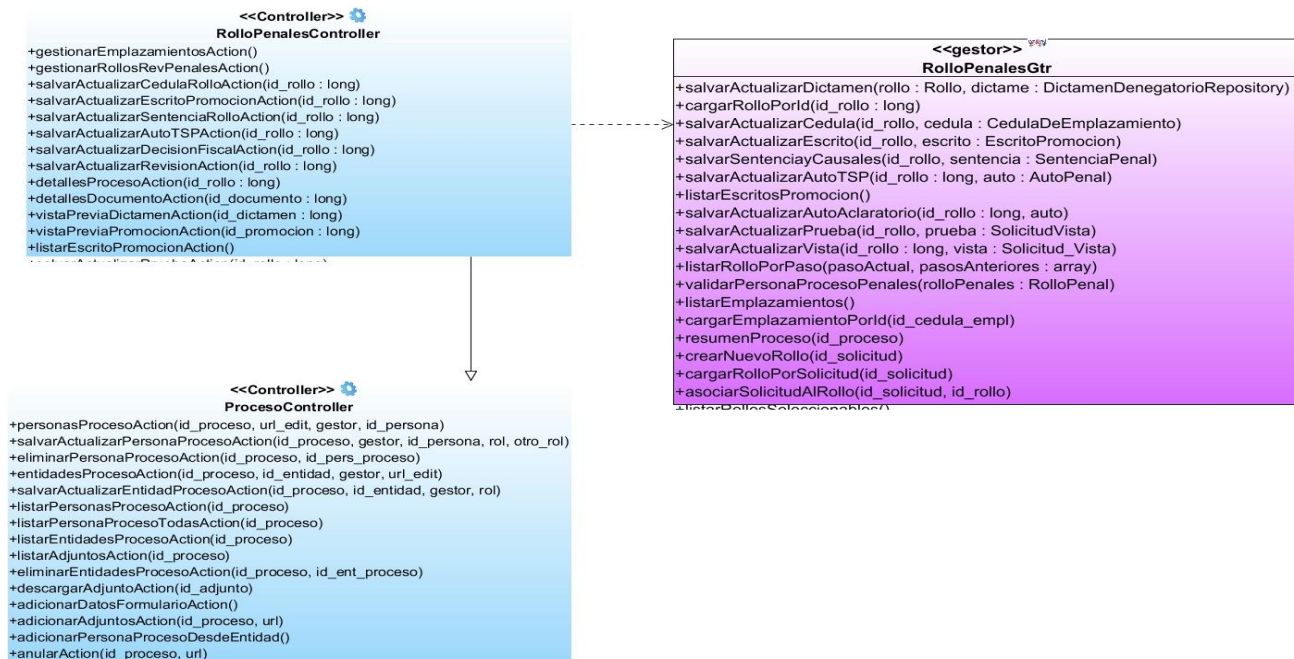 <<Controller>>
RolloPenalesController
+gestionarEmplazamientosAction()
+gestionarRollosRevPenalesAction()
+salvarActualizarCedulaRolloAction(id_rollo : long)
+salvarActualizarEscritoPromocionAction(id_rollo : long)
+salvarActualizarSentenciaRolloAction(id_rollo : long)
+salvarActualizarAutoTSPAction(id_rollo : long)
+salvarActualizarDecisionFiscalAction(id_rollo : long)
+salvarActualizarRevisionAction(id_rollo : long)
+detallesProcesoAction(id_rollo : long)
+detallesDocumentoAction(id_documento : long)
+vistaPreviaDictamenAction(id_dictamen : long)
+vistaPreviaPromocionAction(id_promocion : long)
+listarEscritoPromocionAction()
<<gestor>>
RolloPenalesGtr
+salvarActualizarDictamen(rollo : Rollo, dictame : DictamenDenegatorioRepository)
+cargarRolloPorId(id_rollo : long)
+salvarActualizarCedula(id_rollo, cedula : CedulaDeEmplazamiento)
+salvarActualizarEscrito(id_rollo, escrito : EscritoPromocion)
+salvarSentenciayCausales(id_rollo, sentencia : SentenciaPenal)
+salvarActualizarAutoTSP(id_rollo : long, auto : AutoPenal)
+listarEscritosPromocion()
+salvarActualizarAutoAclaratorio(id_rollo : long, auto)
+salvarActualizarPrueba(id_rollo, prueba : SolicitudVista)
+salvarActualizarVista(id_rollo : long, vista : Solicitud_Vista)
+listarRolloPorPaso(pasoActual, pasosAnteriores : array)
+validarPersonaProcesoPenales(rolloPenales : RolloPenal)
+listarEmplazamientos()
+cargarEmplazamientoPorId(id_cedula_empl)
+resumenProceso(id_proceso)
+crearNuevoRollo(id_solicitud)
+cargarRolloPorSolicitud(id_solicitud)
+asociarSolicitudAlRollo(id_solicitud, id_rollo)
+listarRollosSeleccionables()
<<Controller>>
ProcesoController
+personasProcesoAction(id_proceso, url_edit, gestor, id_persona)
+salvarActualizarPersonaProcesoAction(id_proceso, gestor, id_persona, rol, otro_rol)
+eliminarPersonaProcesoAction(id_proceso, id_pers_proceso)
+entidadesProcesoAction(id_proceso, id_entidad, gestor, url_edit)
+salvarActualizarEntidadProcesoAction(id_proceso, id_entidad, gestor, rol)
+listarPersonasProcesoAction(id_proceso)
+listarPersonaProcesoTodasAction(id_proceso)
+listarEntidadesProcesoAction(id_proceso)
+listarAdjuntosAction(id_proceso)
+eliminarEntidadesProcesoAction(id_proceso, id_ent_proceso)
+descargarAdjuntoAction(id_adjunto)
+adicionarDatosFormularioAction()
+adicionarAdjuntosAction(id_proceso, url)
+adicionarPersonaProcesoDesdeEntidad()
+anularAction(id_proceso, url)